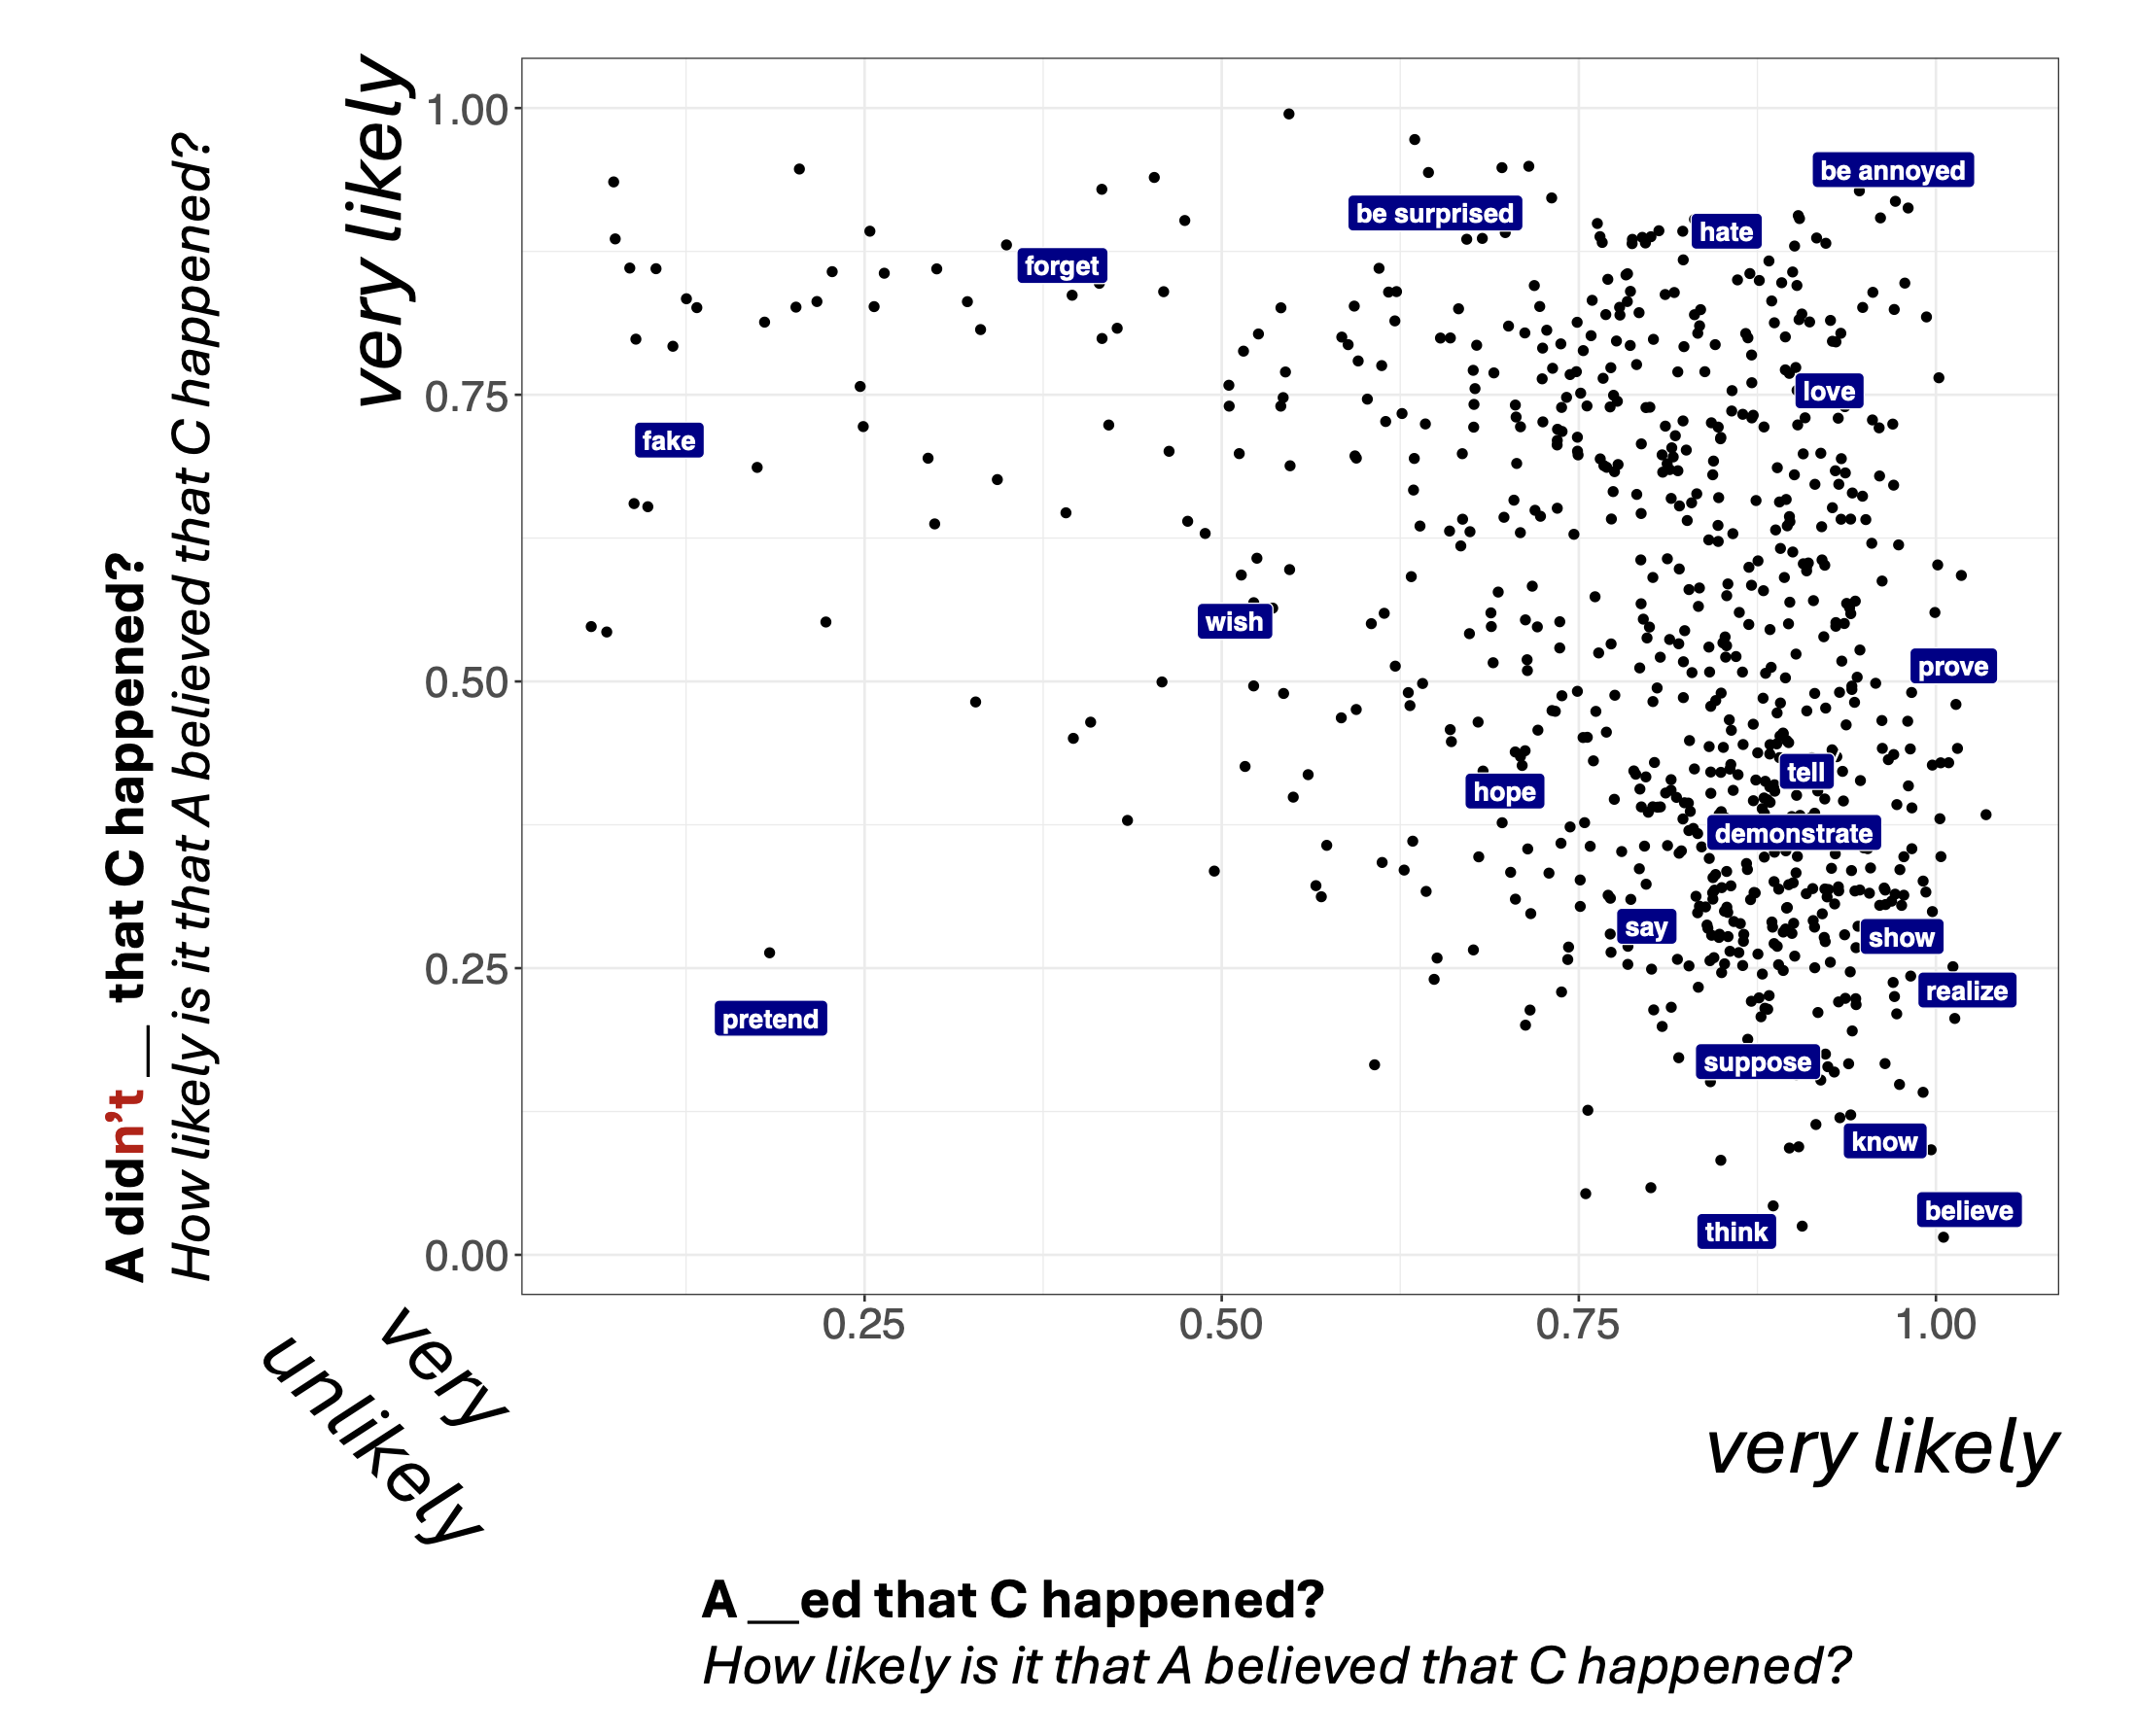 A didn’t __ that C happened?
How likely is it that A believed that C happened?
very likely
1.00
0.75
0.50
0.25
0.00
be annoyed
be surprised
hate
forget
love
fake
wish
prove
tell
hope
demonstrate
say
show
realize
pretend
suppose
know
believe
think
0.25
0.50
0.75
1.00
very
unlikely
very likely
A __ed that C happened?
How likely is it that A believed that C happened?